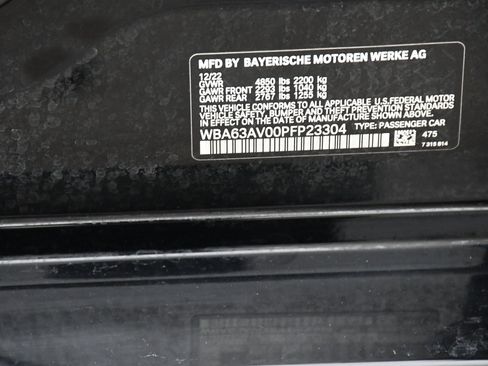 MFD BY BAYERISCHE MOTOREN WERKE AG
12/22
GVWR 4850 lbs 2200 kg
GAWR FRONT 2293 lbs 1040 kg
GAWR REAR 2767 lbs 1255 kg
THIS VEHICLE CONFORMS TO ALL APPLICABLE U.S.FEDERAL MOTOR
VEHICLE SAFETY, BUMPER, AND THEFT PREVENTION STANDARDS
IN EFFECT ON THE DATE OF MANUFACTURE SHOWN ABOVE.
WBA63AV00PFP23304 TYPE: PASSENGER CAR
475
7 315 514